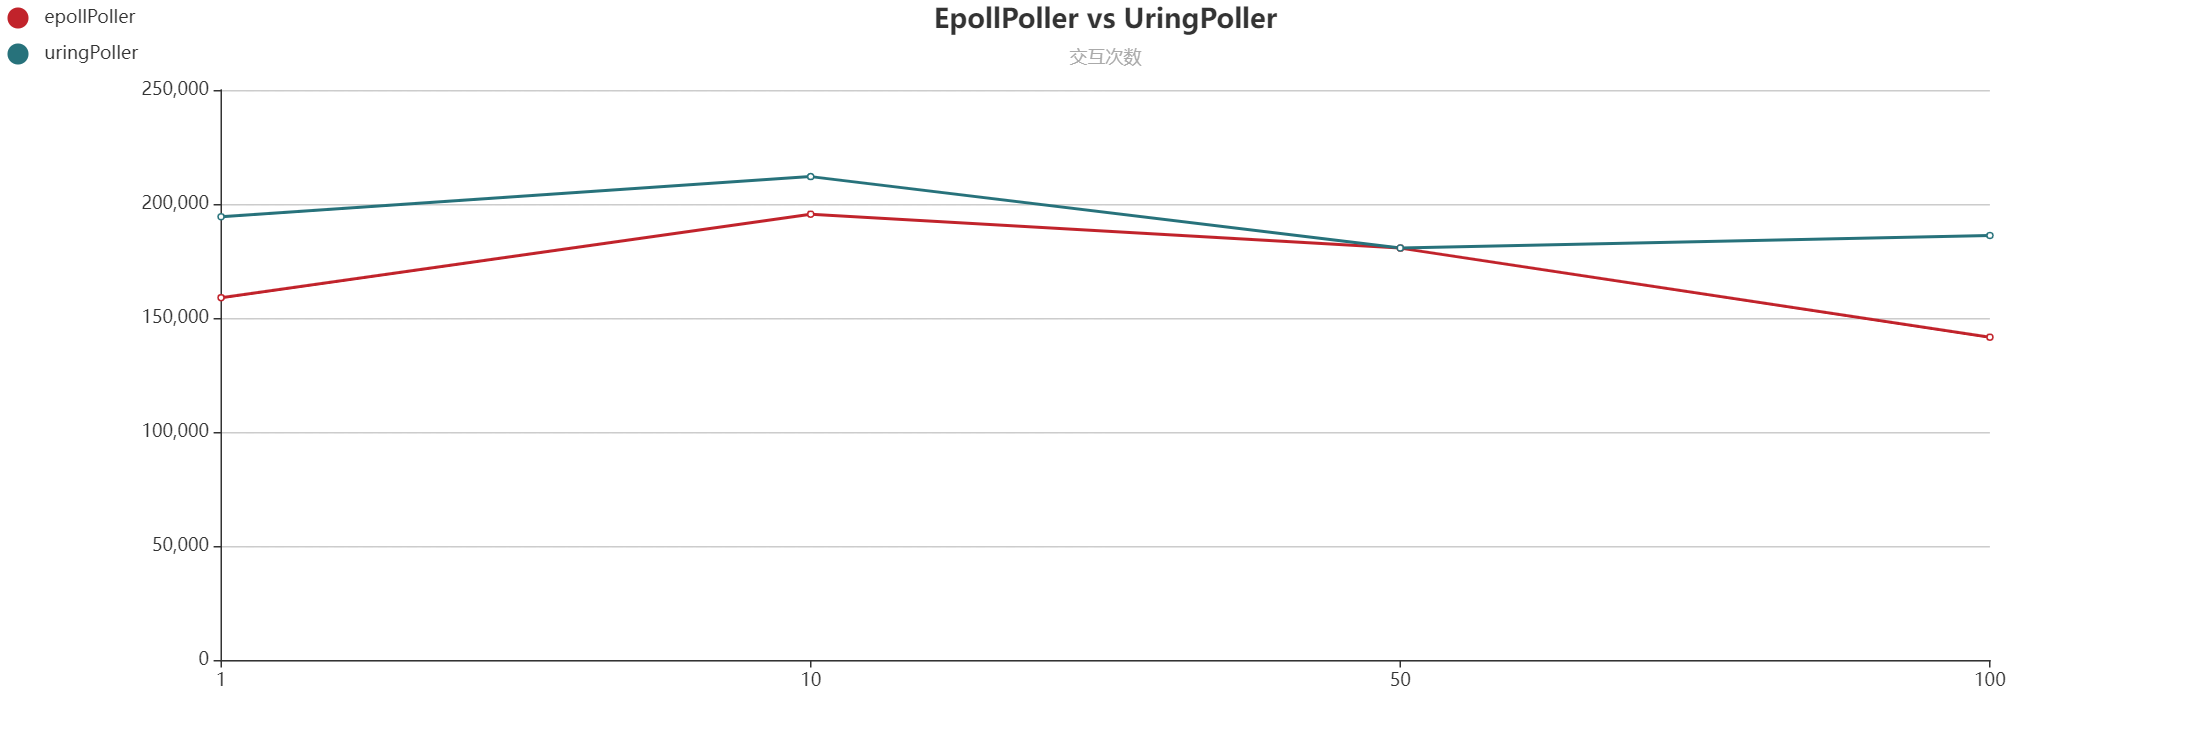 epollPoller
uringPoller
EpollPoller vs UringPoller
交互次数
250,000
200,000
150,000
100,000
50,000
0
1 10 50 100